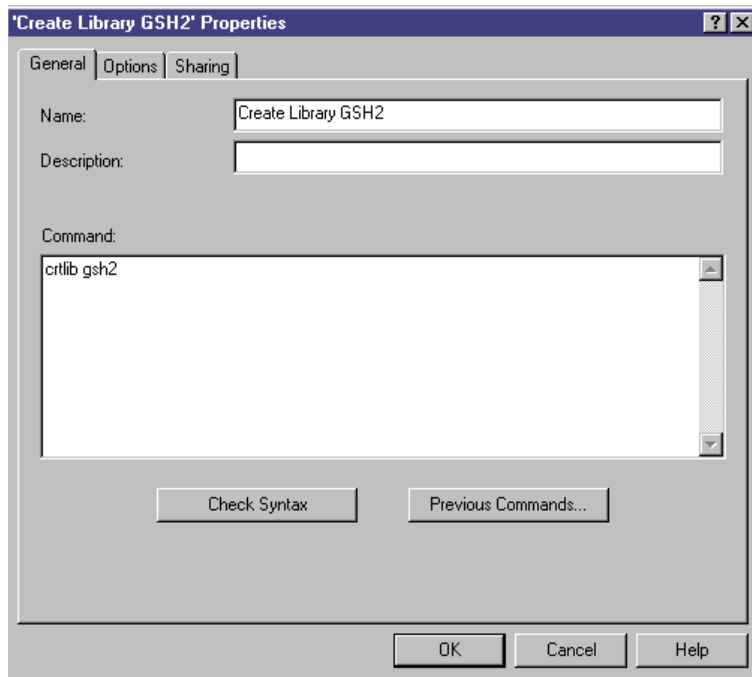 'Create Library GSH2' Properties
General Options Sharing
Name: Create Library GSH2
Description:
Command:
crtlib gsh2
Check Syntax Previous Commands...
OK Cancel Help